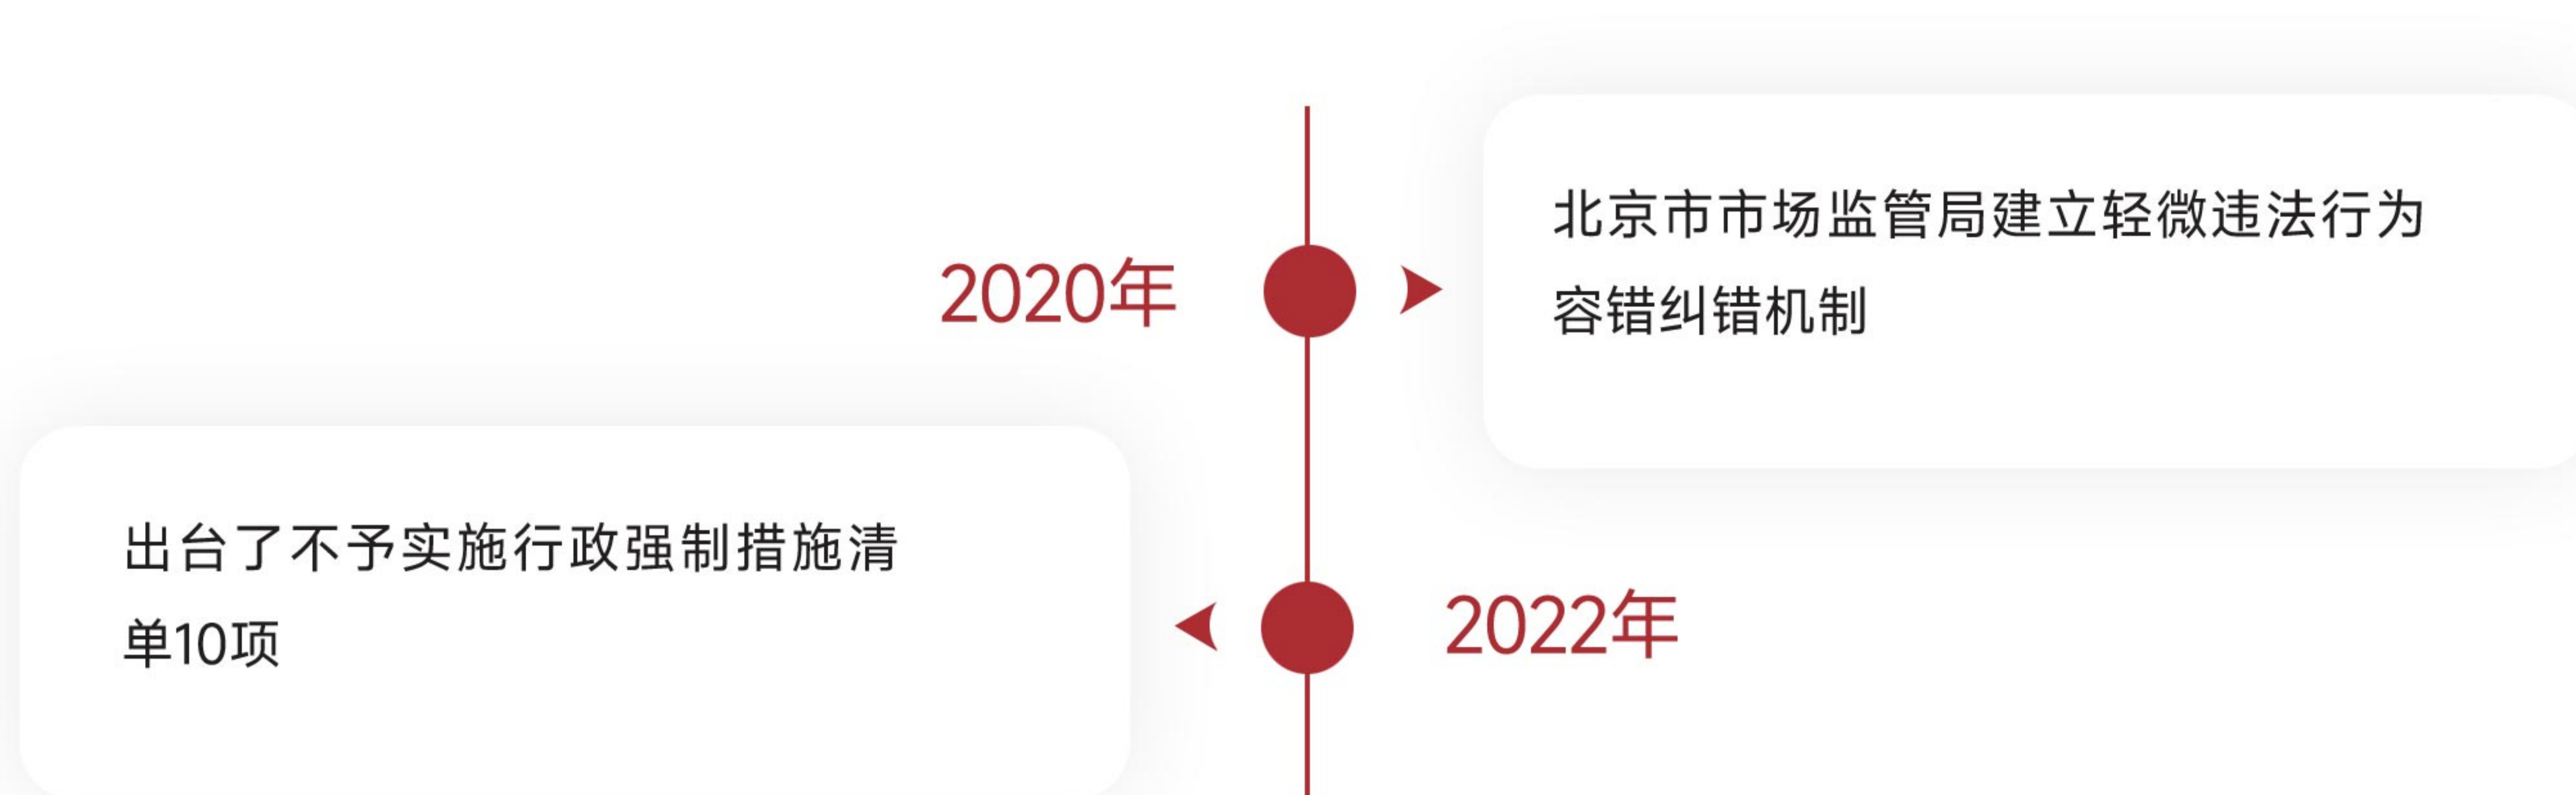 2020年
北京市市场监管局建立轻微违法行为
容错纠错机制
2022年
出台了不予实施行政强制措施清
单10项